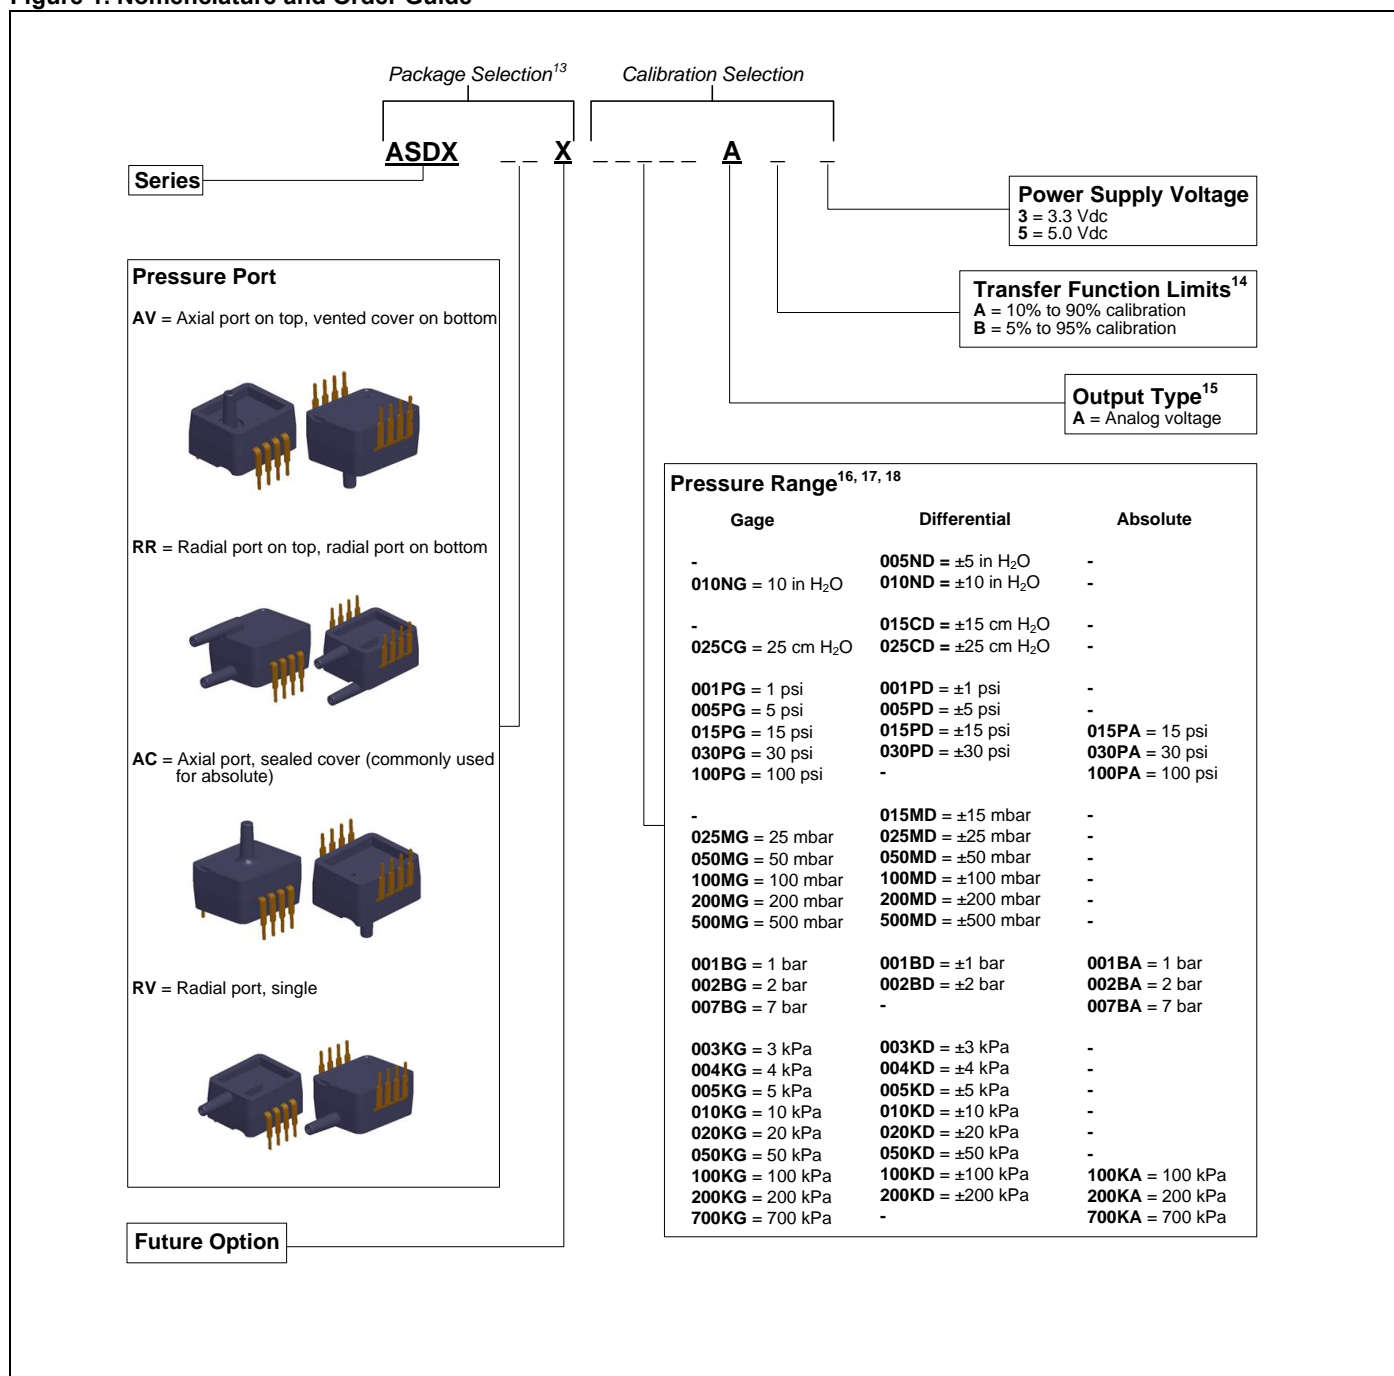 Figure 1. Nomenclature and Order Guide
Package Selection13
Calibration Selection
ASDX _ _ X _ _ _ _ _ A _ _
Series
Power Supply Voltage
3 = 3.3 Vdc
5 = 5.0 Vdc
Pressure Port
AV = Axial port on top, vented cover on bottom
RR = Radial port on top, radial port on bottom
AC = Axial port, sealed cover (commonly used
for absolute)
RV = Radial port, single
Future Option
Transfer Function Limits14
A = 10% to 90% calibration
B = 5% to 95% calibration
Output Type15
A = Analog voltage
Pressure Range16, 17, 18
Gage Differential Absolute
- 005ND = ±5 in H2O -
010NG = 10 in H2O 010ND = ±10 in H2O -
- 015CD = ±15 cm H2O -
025CG = 25 cm H2O 025CD = ±25 cm H2O -
001PG = 1 psi 001PD = ±1 psi -
005PG = 5 psi 005PD = ±5 psi -
015PG = 15 psi 015PD = ±15 psi 015PA = 15 psi
030PG = 30 psi 030PD = ±30 psi 030PA = 30 psi
100PG = 100 psi - 100PA = 100 psi
- 015MD = ±15 mbar -
025MG = 25 mbar 025MD = ±25 mbar -
050MG = 50 mbar 050MD = ±50 mbar -
100MG = 100 mbar 100MD = ±100 mbar -
200MG = 200 mbar 200MD = ±200 mbar -
500MG = 500 mbar 500MD = ±500 mbar -
001BG = 1 bar 001BD = ±1 bar 001BA = 1 bar
002BG = 2 bar 002BD = ±2 bar 002BA = 2 bar
007BG = 7 bar - 007BA = 7 bar
003KG = 3 kPa 003KD = ±3 kPa -
004KG = 4 kPa 004KD = ±4 kPa -
005KG = 5 kPa 005KD = ±5 kPa -
010KG = 10 kPa 010KD = ±10 kPa -
020KG = 20 kPa 020KD = ±20 kPa -
050KG = 50 kPa 050KD = ±50 kPa -
100KG = 100 kPa 100KD = ±100 kPa 100KA = 100 kPa
200KG = 200 kPa 200KD = ±200 kPa 200KA = 200 kPa
700KG = 700 kPa - 700KA = 700 kPa